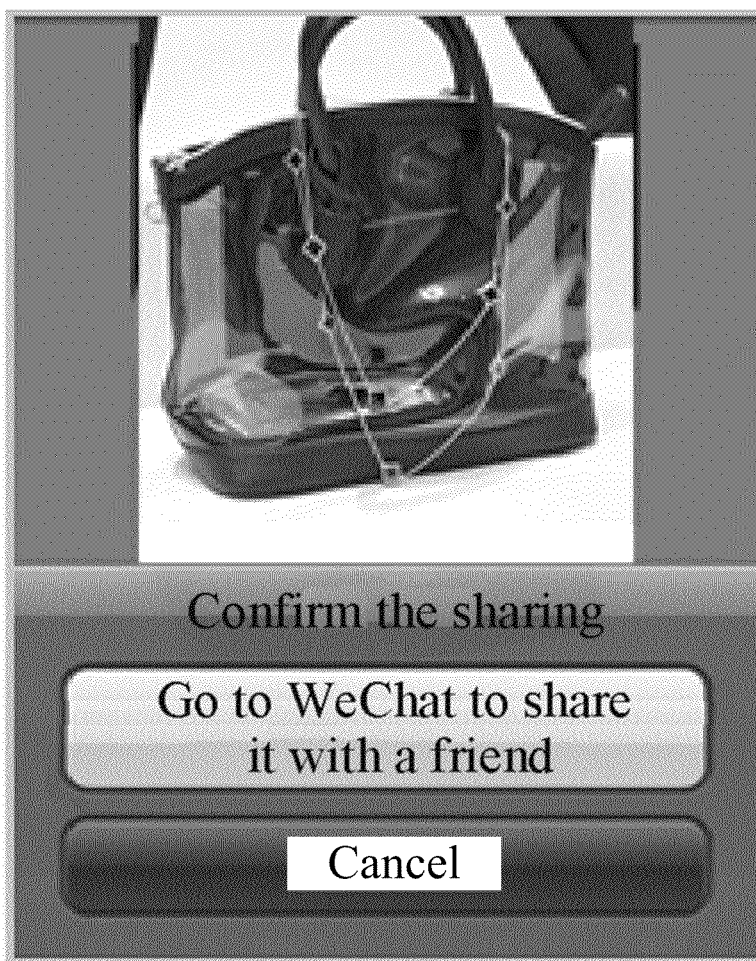 Confirm the sharing
Go to WeChat to share
it with a friend
Cancel